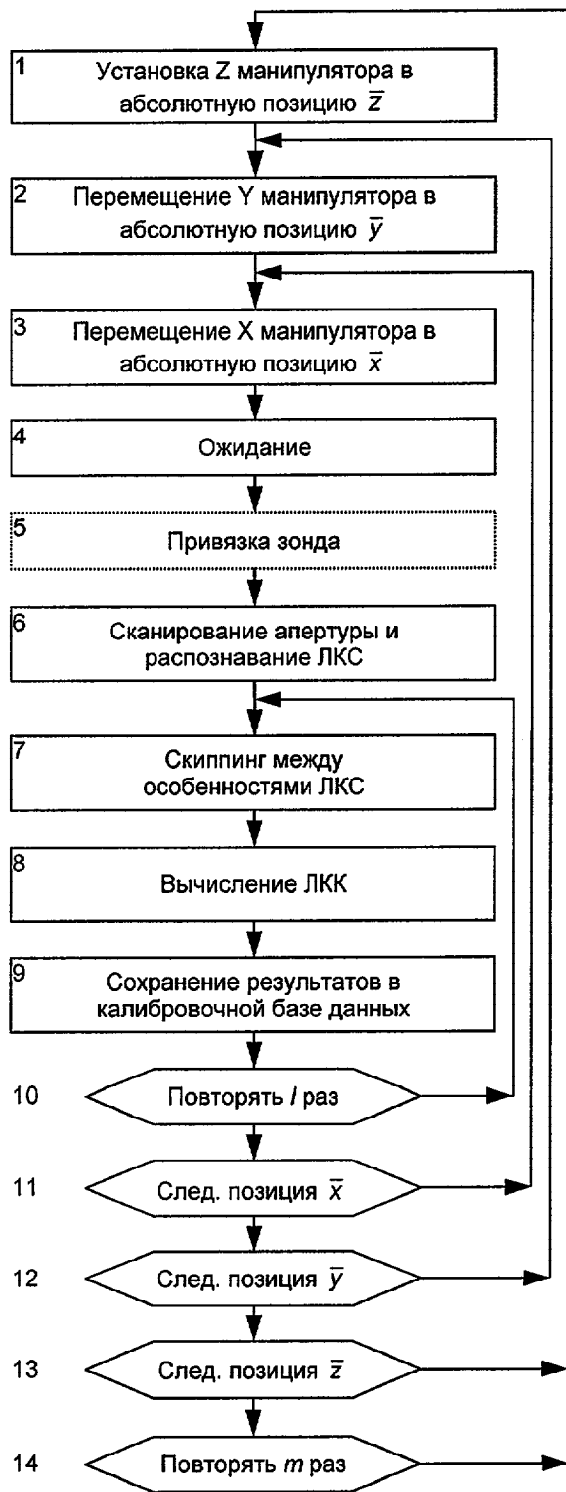 1
Установка Z манипулятора в
абсолютную позицию z̅
2
Перемещение Y манипулятора в
абсолютную позицию y̅
3
Перемещение X манипулятора в
абсолютную позицию x̅
4
Ожидание
5
Привязка зонда
6
Сканирование апертуры и
распознавание ЛКС
7
Скиппинг между
особенностями ЛКС
8
Вычисление ЛКК
9
Сохранение результатов в
калибровочной базе данных
10
Повторять l раз
11
След. позиция x̅
12
След. позиция y̅
13
След. позиция z̅
14
Повторять m раз